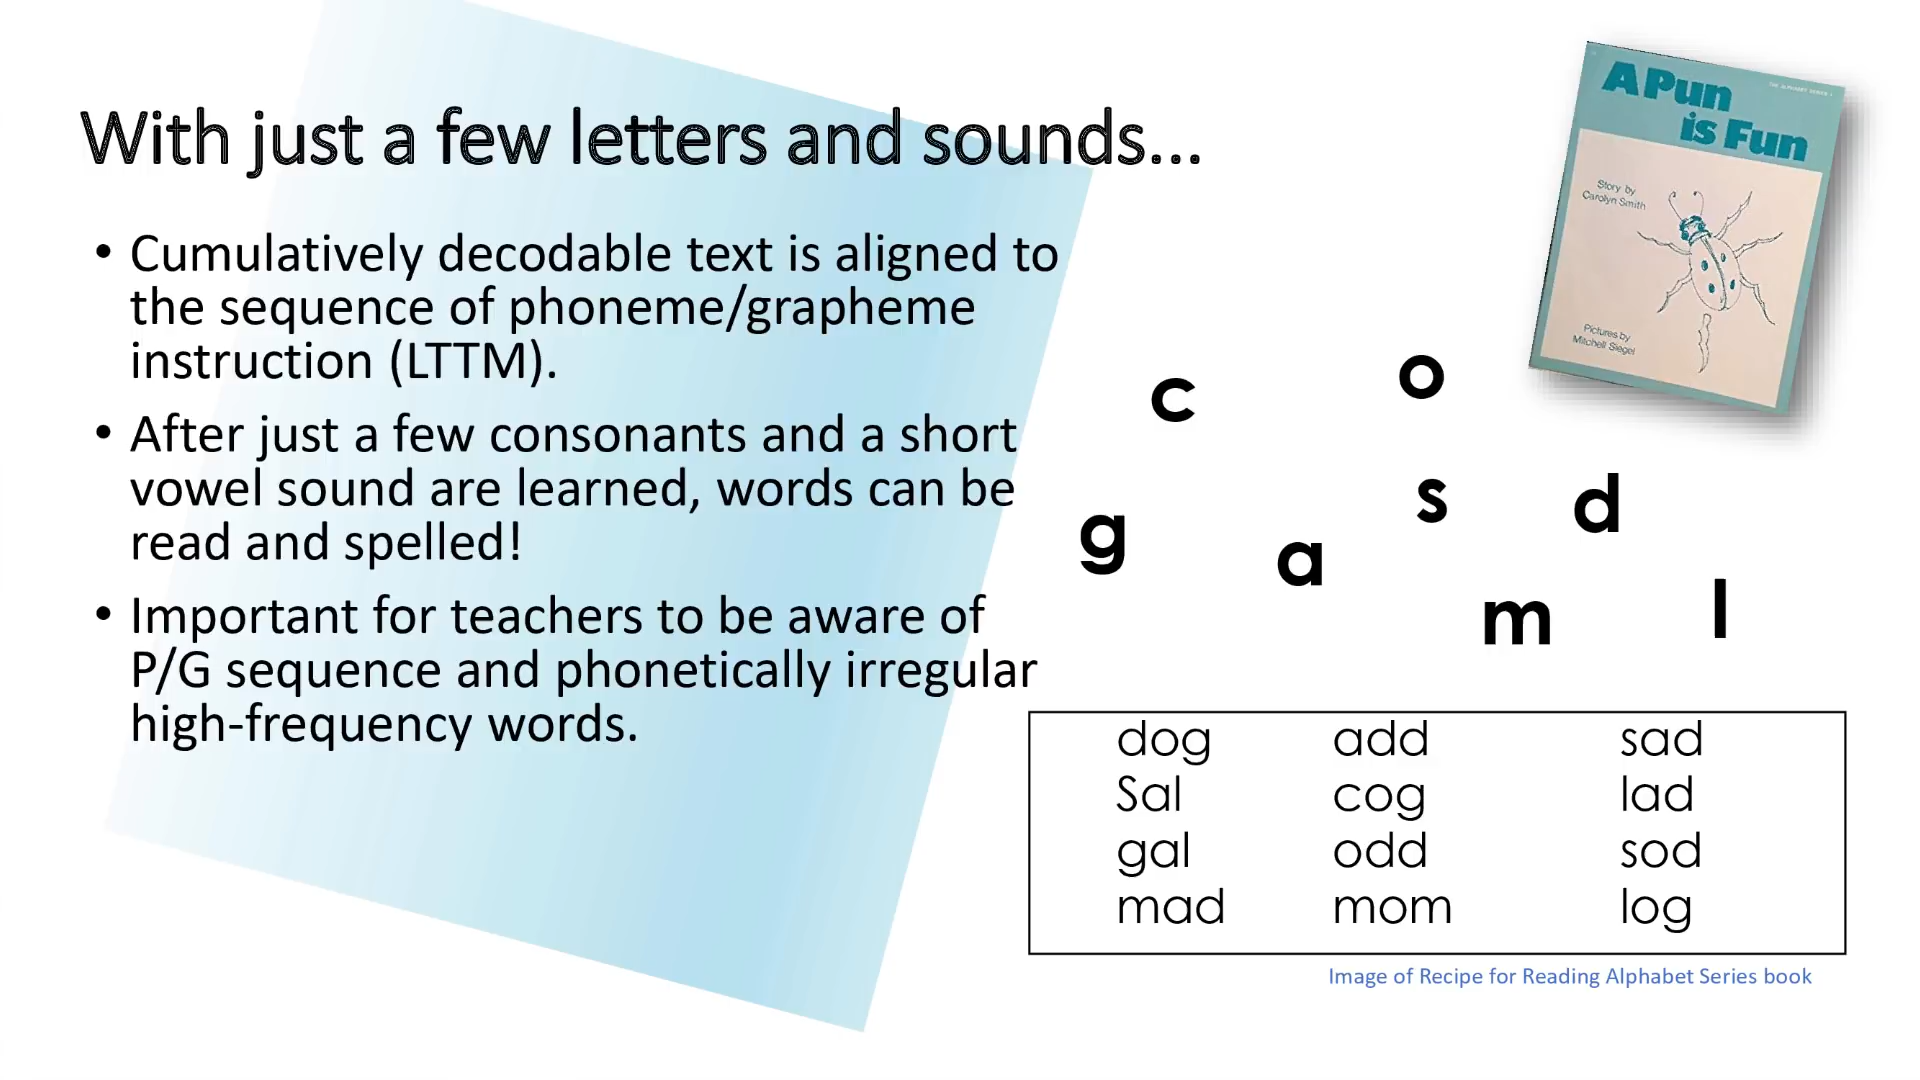 With just a few letters and sounds...
• Cumulatively decodable text is aligned to
the sequence of phoneme/grapheme
instruction (LTTM).
• After just a few consonants and a short
vowel sound are learned, words can be
read and spelled!
• Important for teachers to be aware of
P/G sequence and phonetically irregular
high-frequency words.
A Pun
is Fun
Story by
Carolyn Smith
Pictures by
Mitchell Siegel
c
o
g
a
s
d
m
l
dog add sad
Sal cog lad
gal odd sod
mad mom log
Image of Recipe for Reading Alphabet Series book